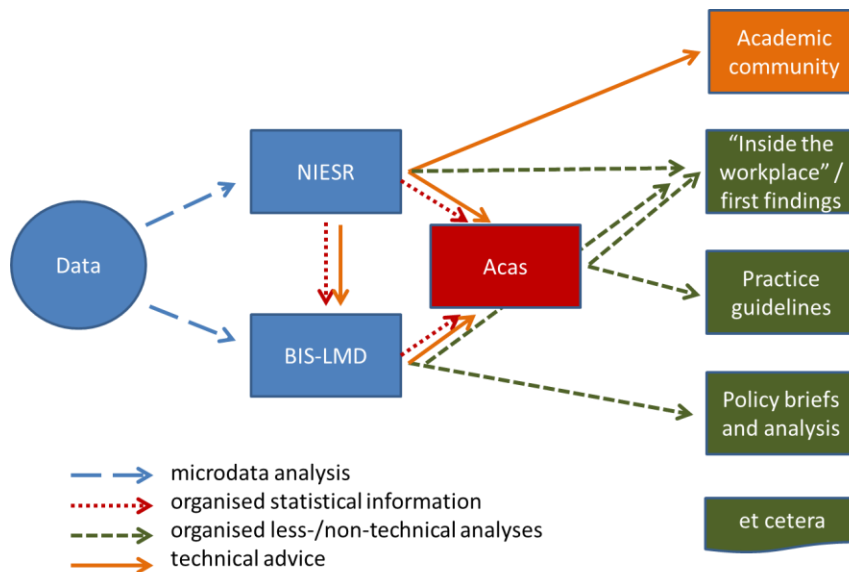 Academic
community
NIESR
“Inside the
workplace” /
first findings
Data
Acas
Practice
guidelines
BIS-LMD
Policy briefs
and analysis
microdata analysis
organised statistical information
organised less-/non-technical analyses
technical advice
et cetera